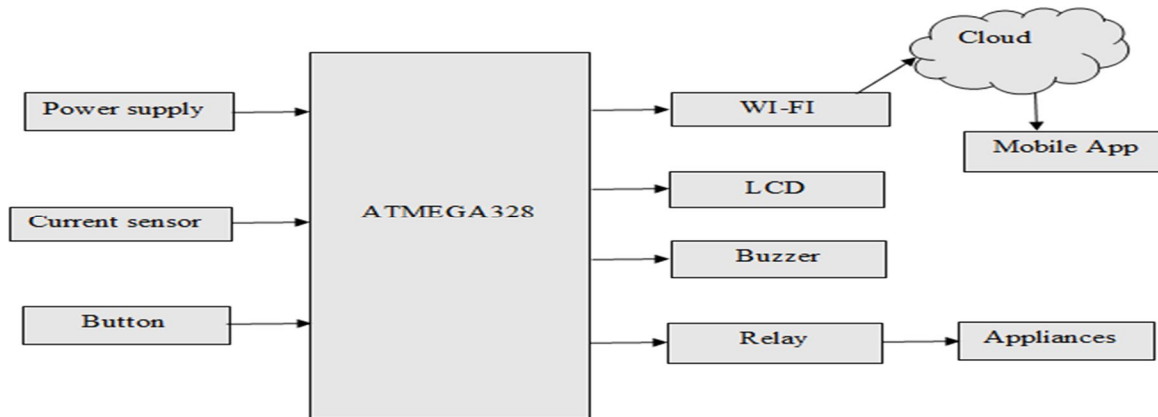 Cloud
Power supply
WI-FI
Mobile App
LCD
ATMEGA328
Current sensor
Buzzer
Button
Relay
Appliances